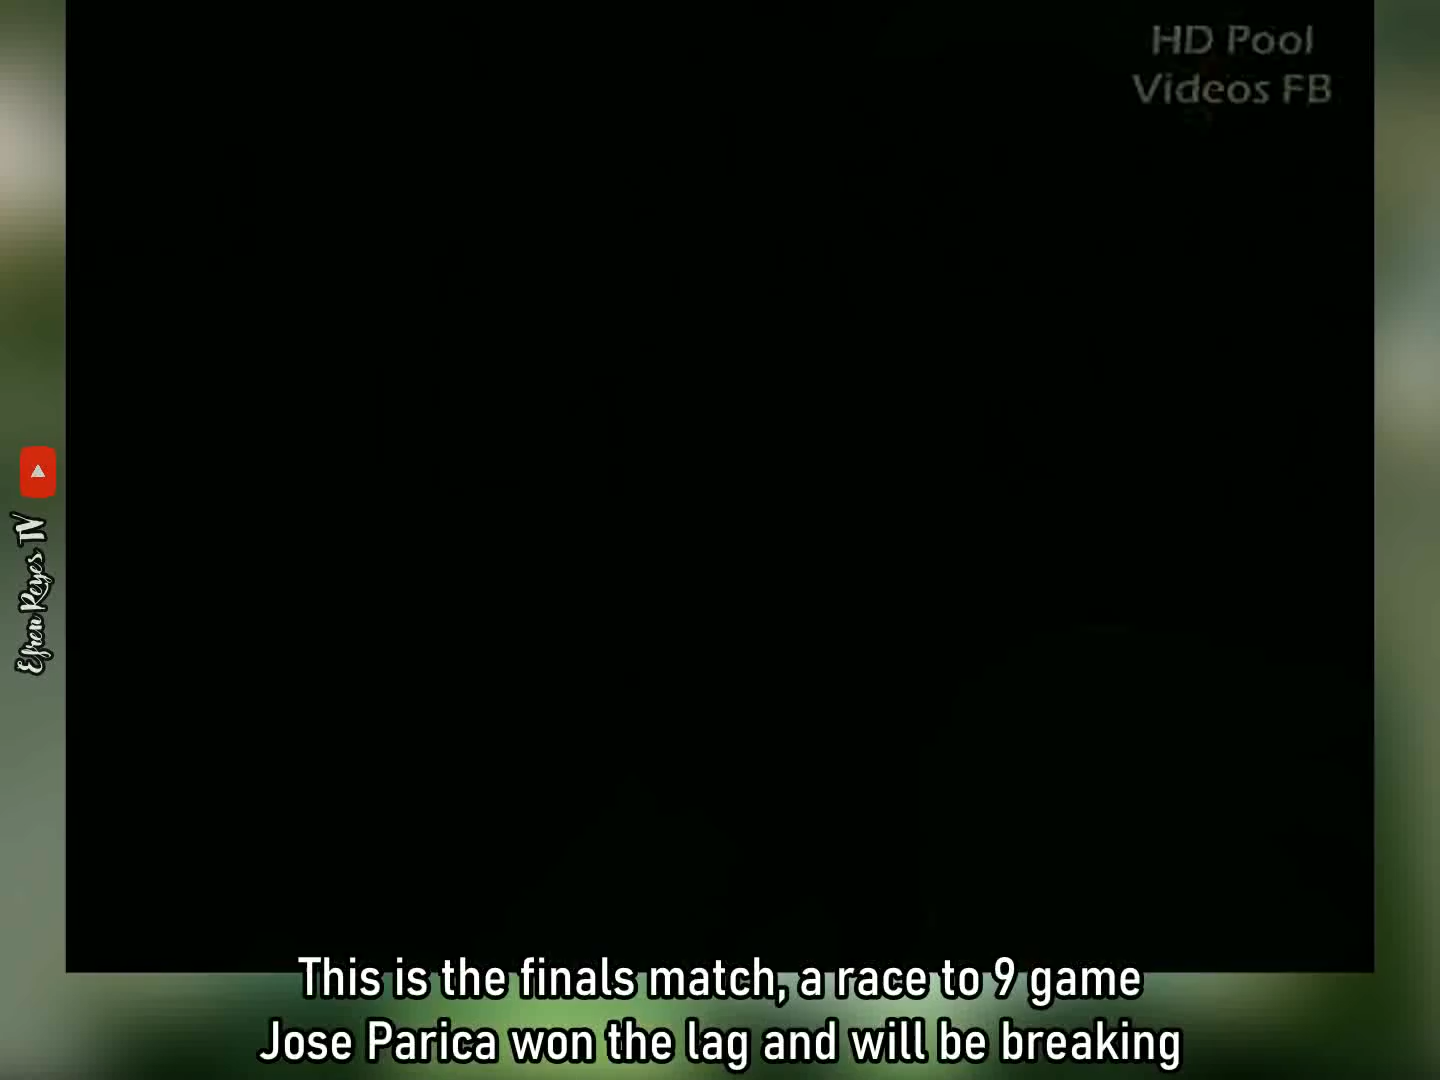 HD Pool
Videos FB
Efren Reyes TV
This is the finals match, a race to 9 game
Jose Parica won the lag and will be breaking